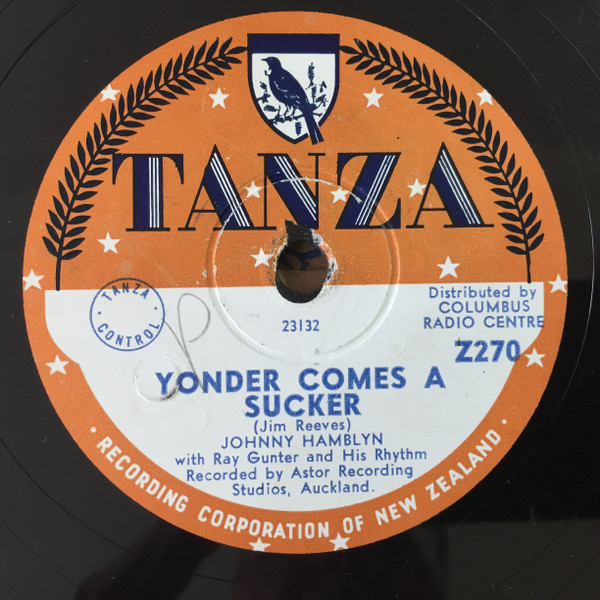 TANZA
TANZA
CONTROL
23132
Distributed by
COLUMBUS
RADIO CENTRE
Z270
YONDER COMES A
SUCKER
(Jim Reeves)
JOHNNY HAMBLYN
with Ray Gunter and His Rhythm
Recorded by Astor Recording
Studios, Auckland.
· RECORDING CORPORATION OF NEW ZEALAND ·